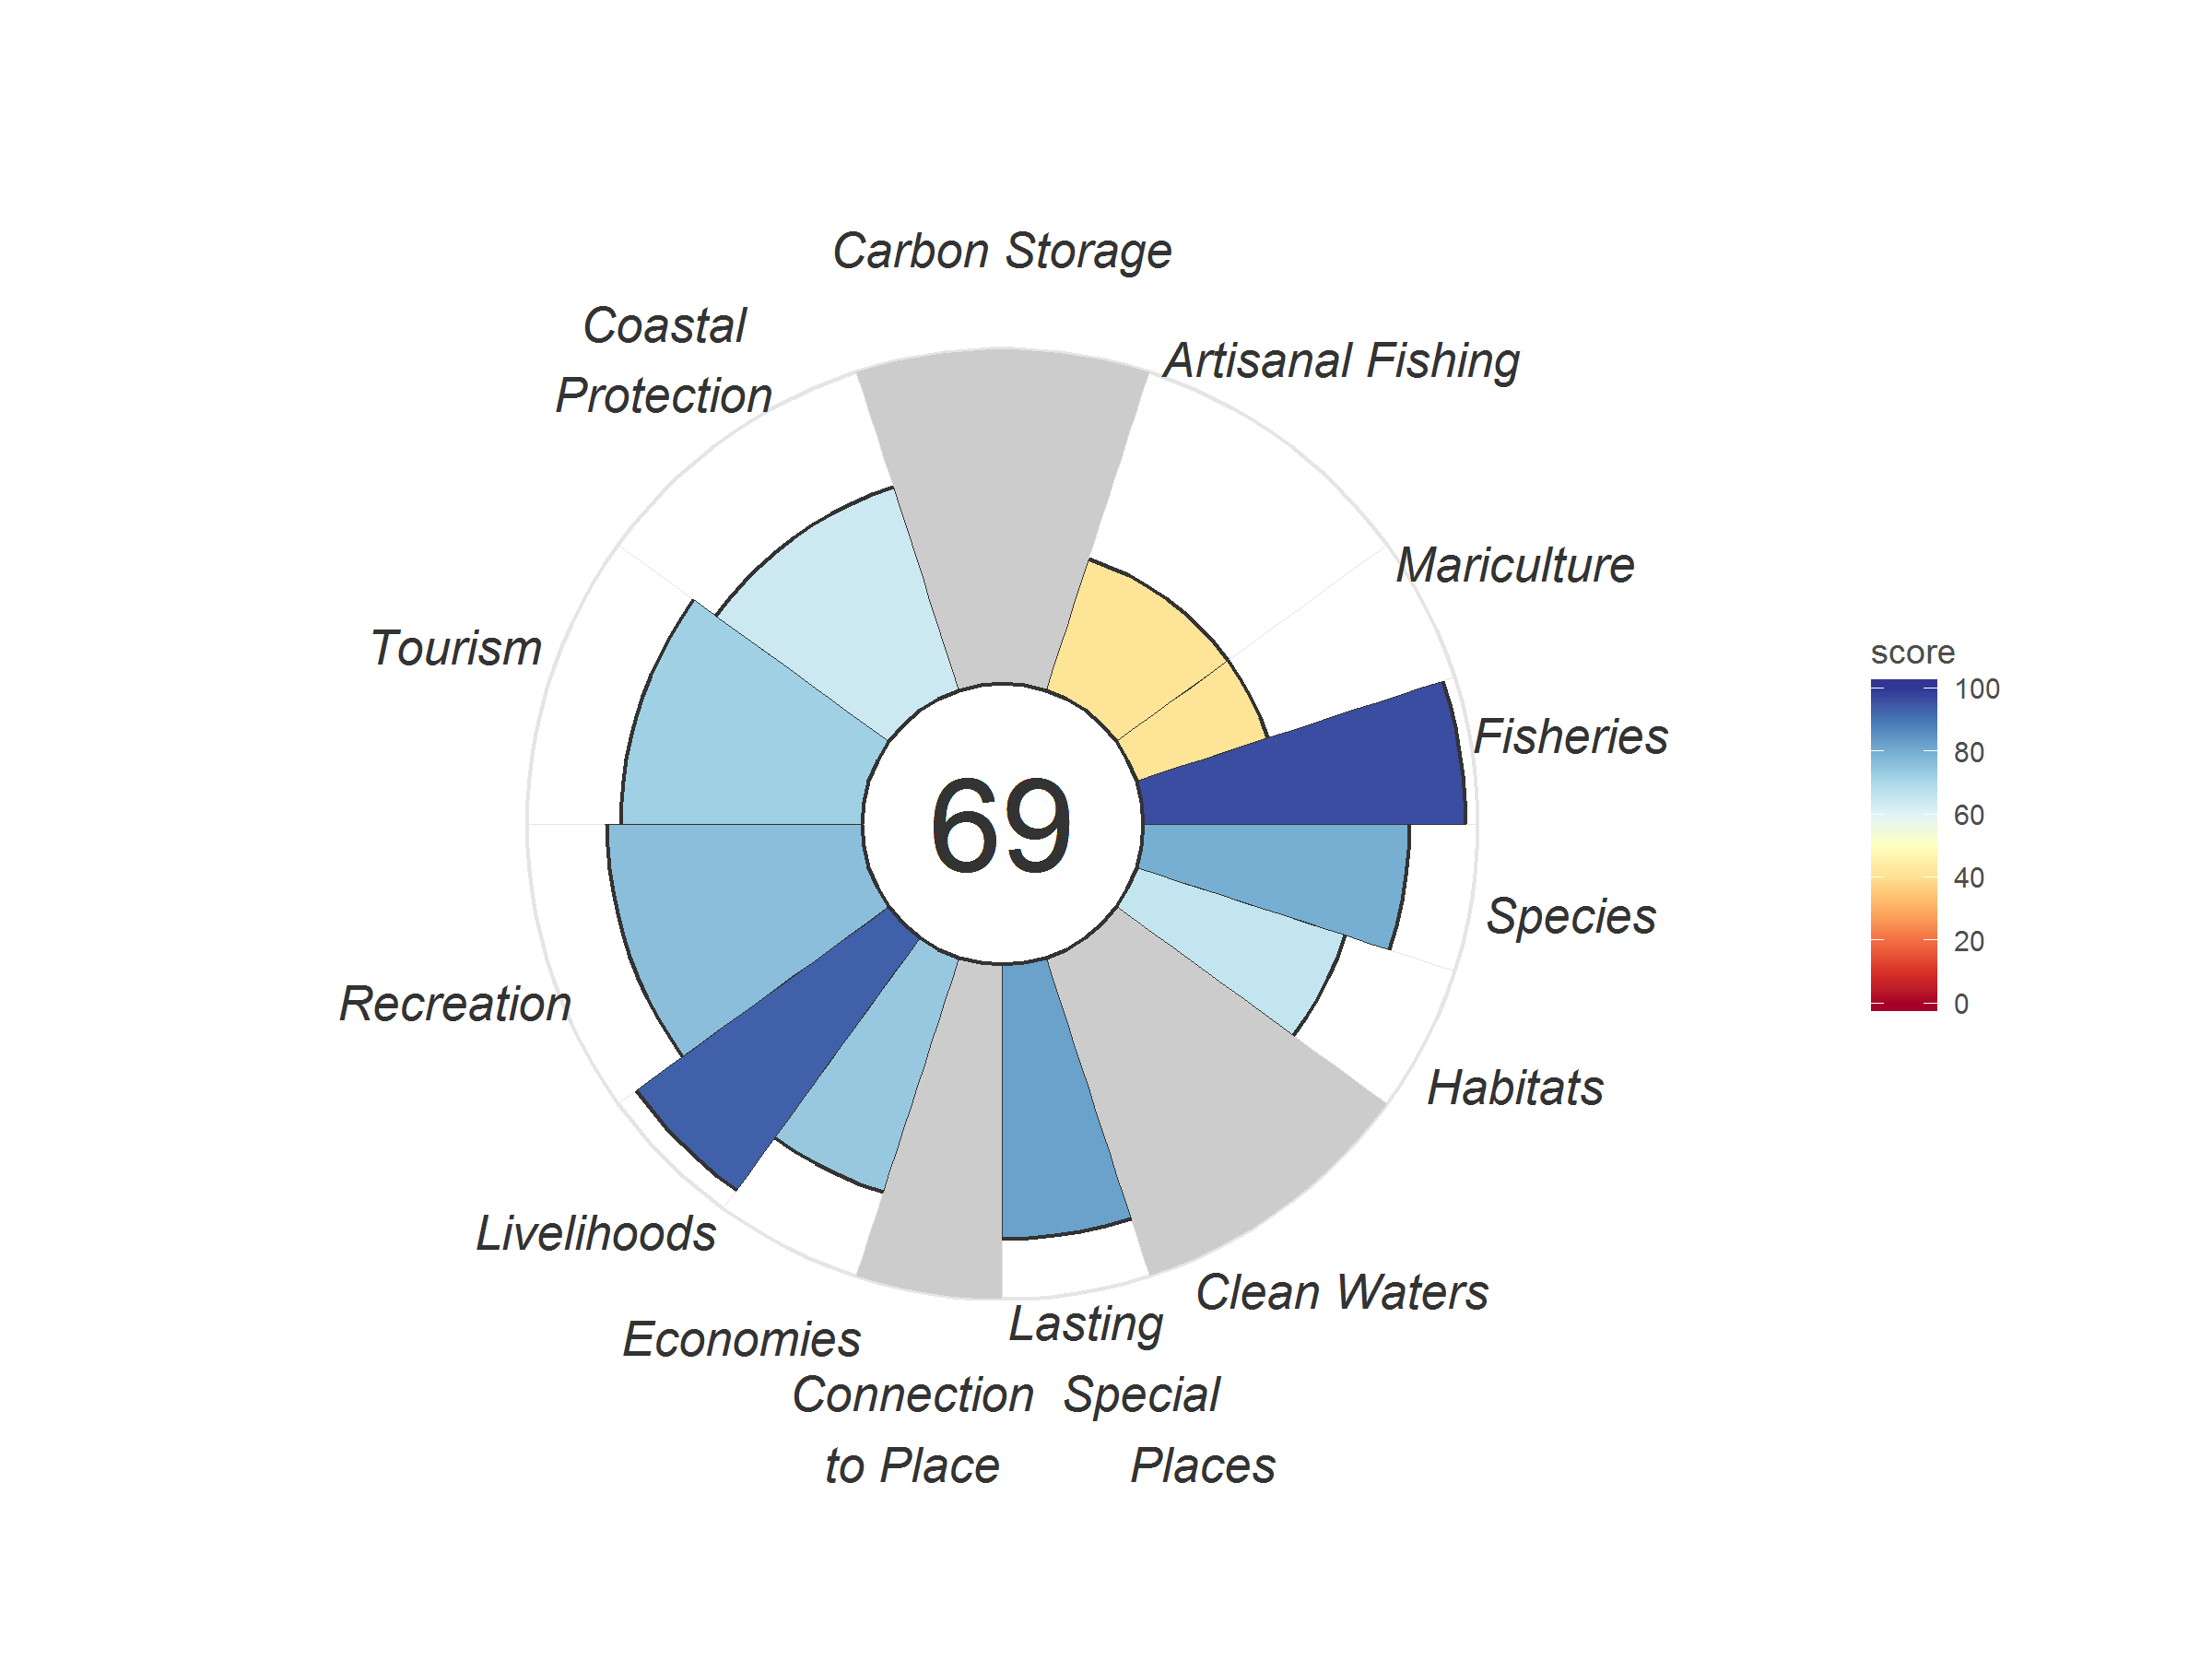 Carbon Storage
Coastal
Protection
Artisanal Fishing
Mariculture
Tourism
Fisheries
69
Species
Recreation
Habitats
Livelihoods
Clean Waters
Economies
Lasting
Special
Places
Connection
to Place
score
100
80
60
40
20
0